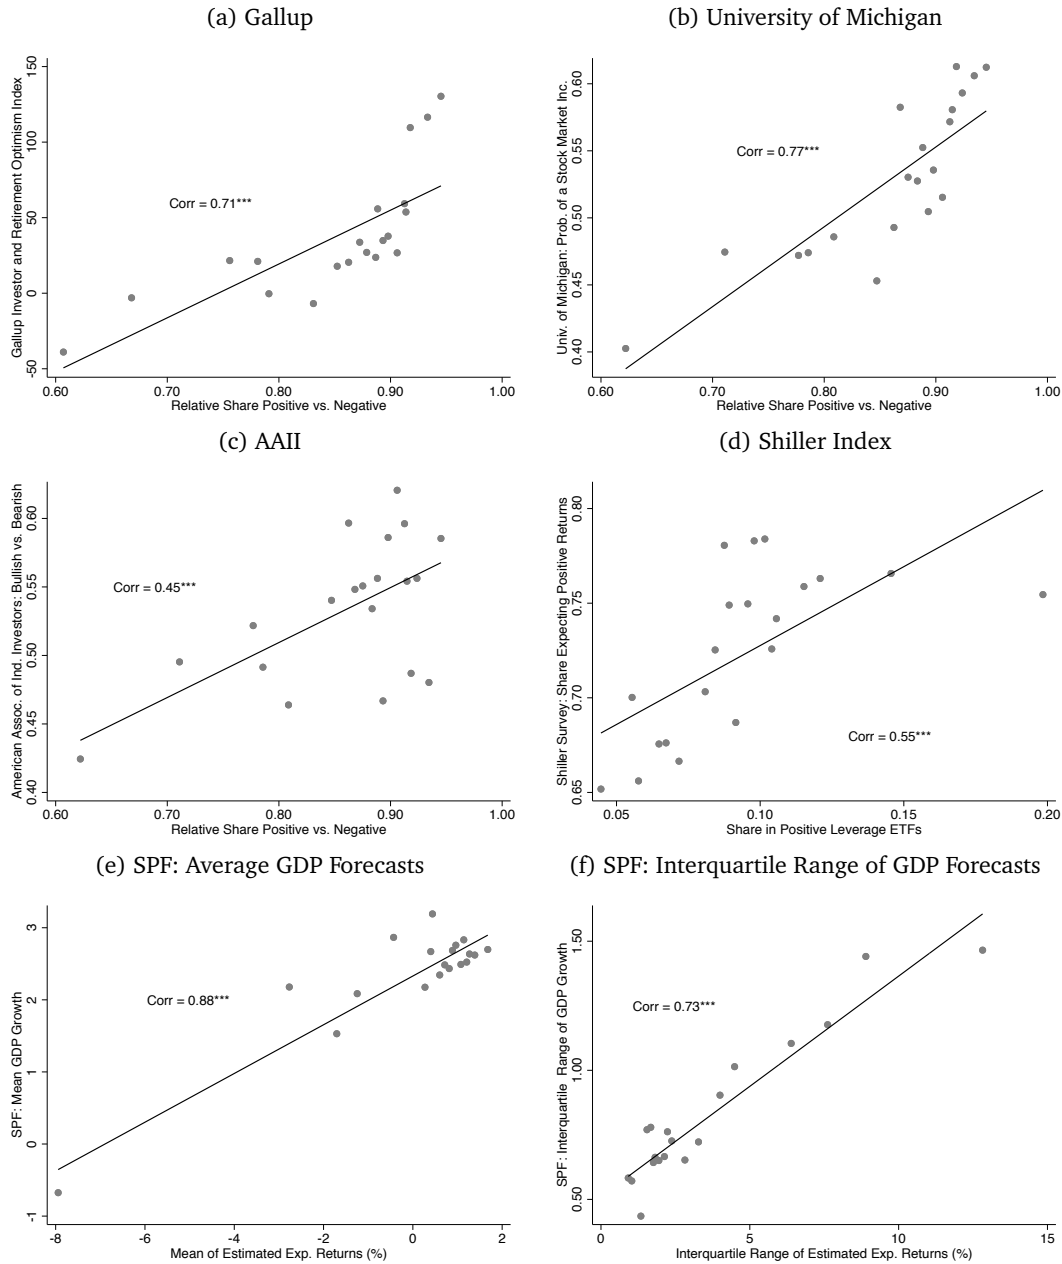 (a) Gallup
Gallup Investor and Retirement Optimism Index
150
100
50
0
-50
Corr = 0.71***
0.60 0.70 0.80 0.90 1.00
Relative Share Positive vs. Negative
(b) University of Michigan
Univ. of Michigan: Prob. of a Stock Market Inc.
0.60
0.55
0.50
0.45
0.40
Corr = 0.77***
0.60 0.70 0.80 0.90 1.00
Relative Share Positive vs. Negative
(c) AAII
American Assoc. of Ind. Investors: Bullish vs. Bearish
0.60
0.55
0.50
0.45
0.40
Corr = 0.45***
0.60 0.70 0.80 0.90 1.00
Relative Share Positive vs. Negative
(d) Shiller Index
Shiller Survey: Share Expecting Positive Returns
0.80
0.75
0.70
0.65
Corr = 0.55***
0.05 0.10 0.15 0.20
Share in Positive Leverage ETFs
(e) SPF: Average GDP Forecasts
SPF: Mean GDP Growth
3
2
1
0
-1
Corr = 0.88***
-8 -6 -4 -2 0 2
Mean of Estimated Exp. Returns (%)
(f) SPF: Interquartile Range of GDP Forecasts
SPF: Interquartile Range of GDP Growth
1.50
1.00
0.50
Corr = 0.73***
0 5 10 15
Interquartile Range of Estimated Exp. Returns (%)